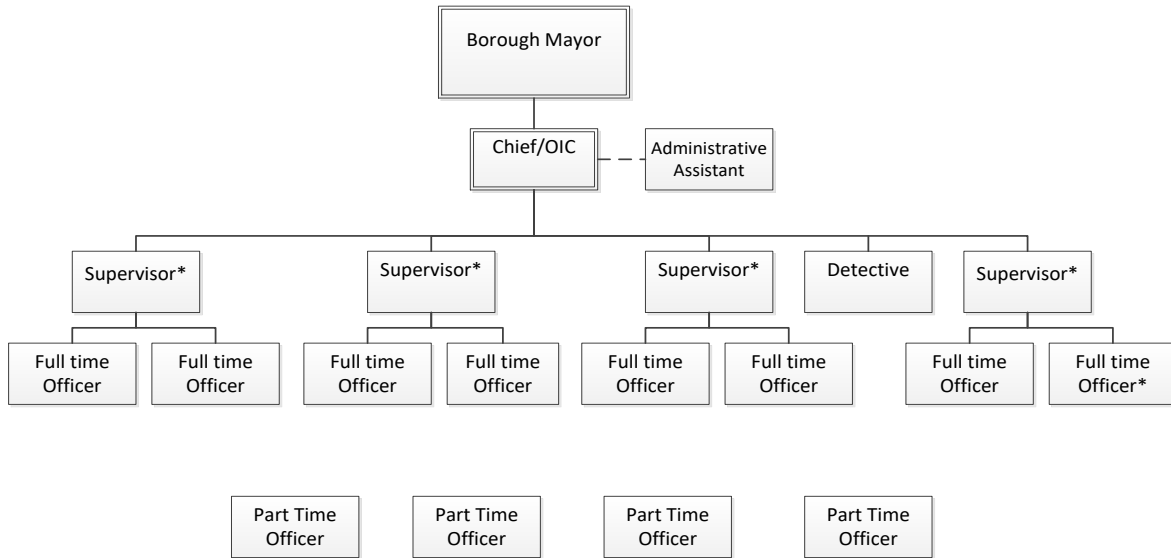 Borough Mayor
Chief/OIC
Administrative
Assistant
Supervisor*
Supervisor*
Supervisor*
Detective
Supervisor*
Full time
Officer
Full time
Officer
Full time
Officer
Full time
Officer
Full time
Officer
Full time
Officer
Full time
Officer
Full time
Officer*
Part Time
Officer
Part Time
Officer
Part Time
Officer
Part Time
Officer